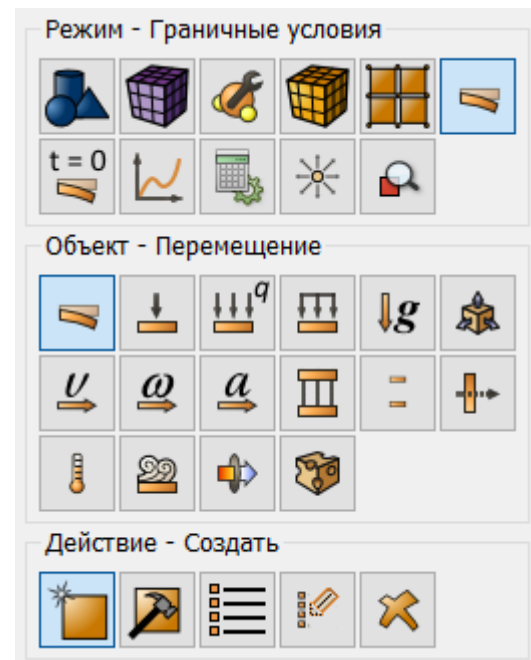 Режим - Граничные условия
t = 0
Объект - Перемещение
q
g
υ ω a
Действие - Создать